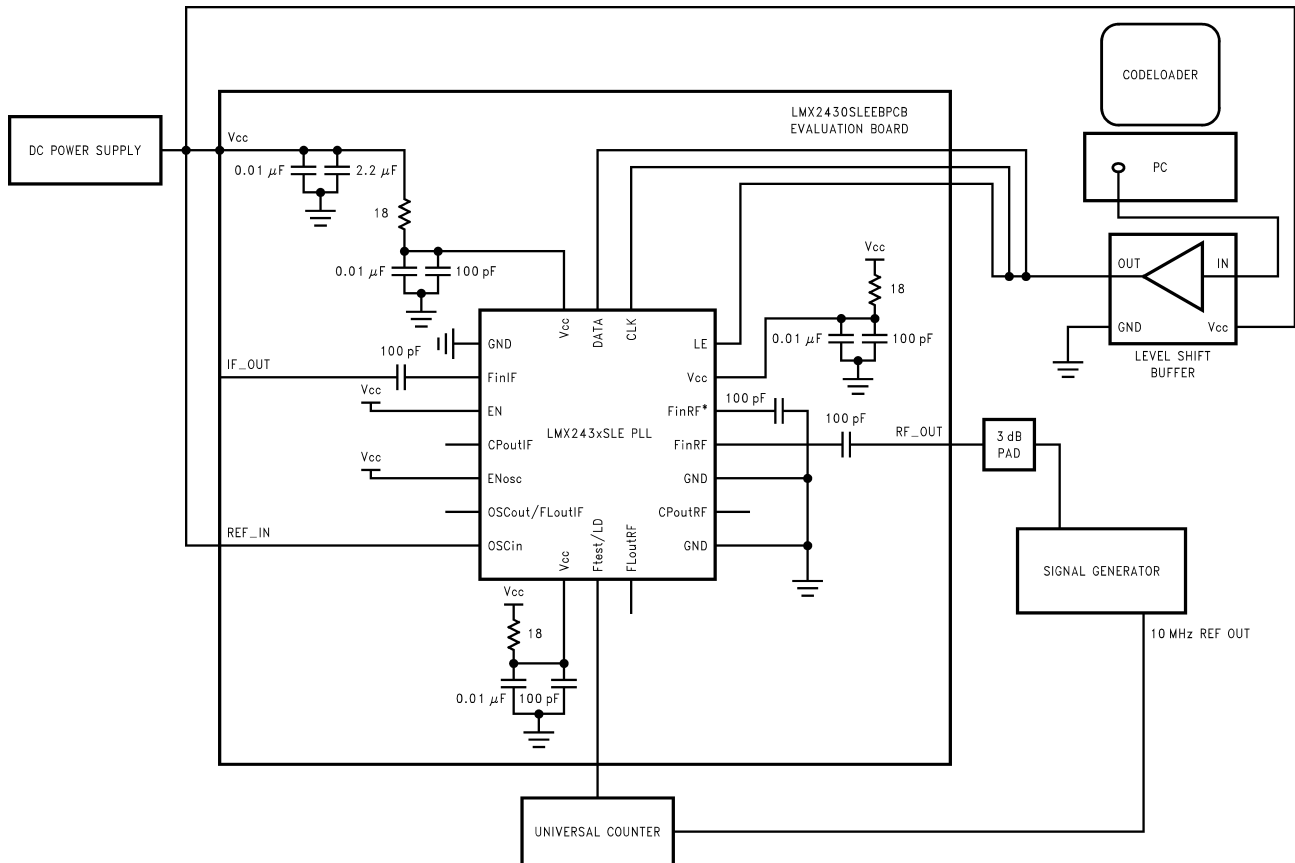 CODELOADER
LMX2430SLEEBPCB
EVALUATION BOARD
DC POWER SUPPLY
Vcc
0.01 µF
2.2 µF
PC
18
0.01 µF
100 pF
Vcc
18
OUT
IN
GND
Vcc
LEVEL SHIFT
BUFFER
0.01 µF
100 pF
Vcc
DATA
CLK
GND
LE
IF_OUT
100 pF
FinIF
Vcc
Vcc
EN
100 pF
FinRF*
LMX243xSLE PLL
CPoutIF
FinRF
100 pF
RF_OUT
3 dB
PAD
Vcc
ENosc
GND
OSCout/FLoutIF
CPoutRF
REF_IN
OSCin
GND
Vcc
Ftest/LD
FLoutRF
SIGNAL GENERATOR
Vcc
18
10 MHz REF OUT
0.01 µF
100 pF
UNIVERSAL COUNTER